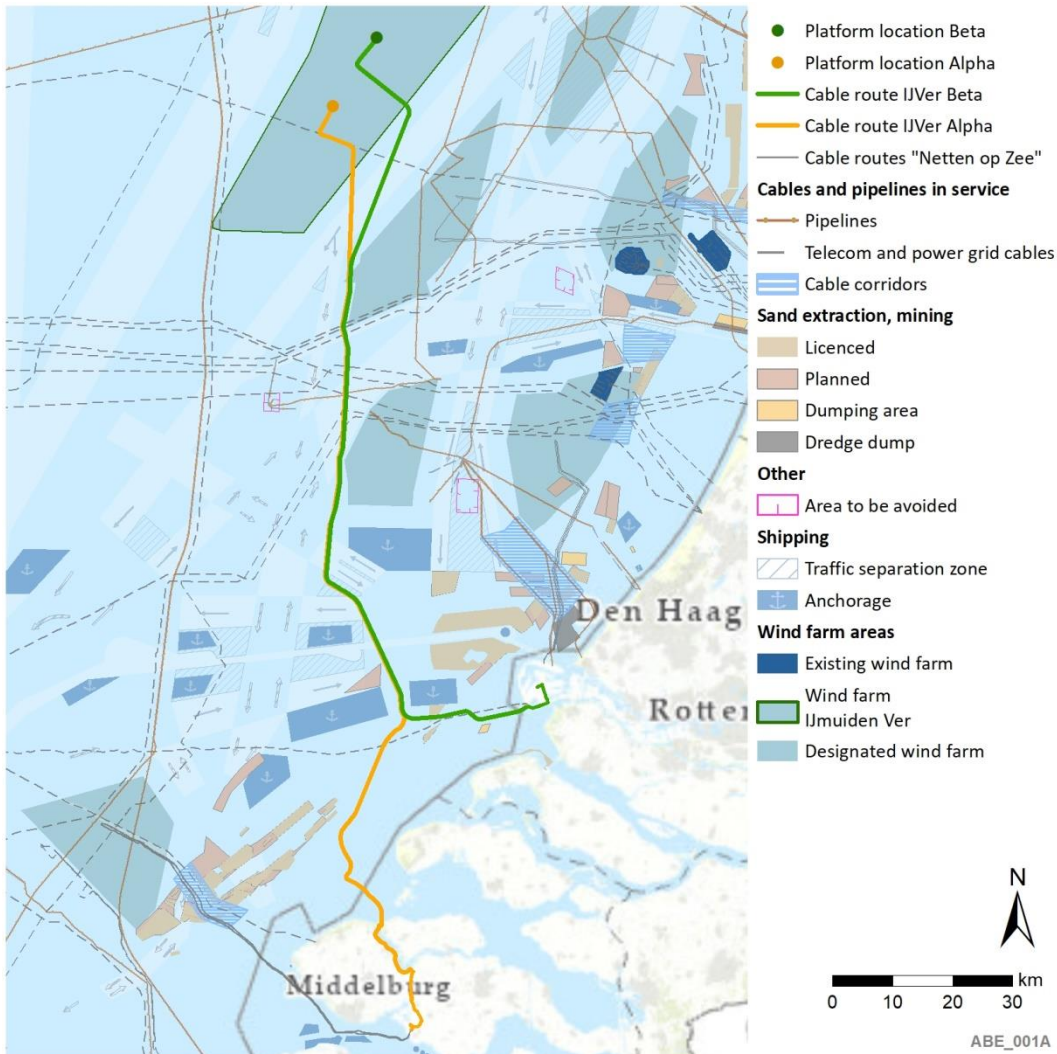 Den Haag
Rotter
Middelburg
Platform location Beta
Platform location Alpha
Cable route IJVer Beta
Cable route IJVer Alpha
Cable routes "Netten op Zee"
Cables and pipelines in service
Pipelines
Telecom and power grid cables
Cable corridors
Sand extraction, mining
Licenced
Planned
Dumping area
Dredge dump
Other
Area to be avoided
Shipping
Traffic separation zone
Anchorage
Wind farm areas
Existing wind farm
Wind farm
IJmuiden Ver
Designated wind farm
N
km
0 10 20 30
ABE_001A